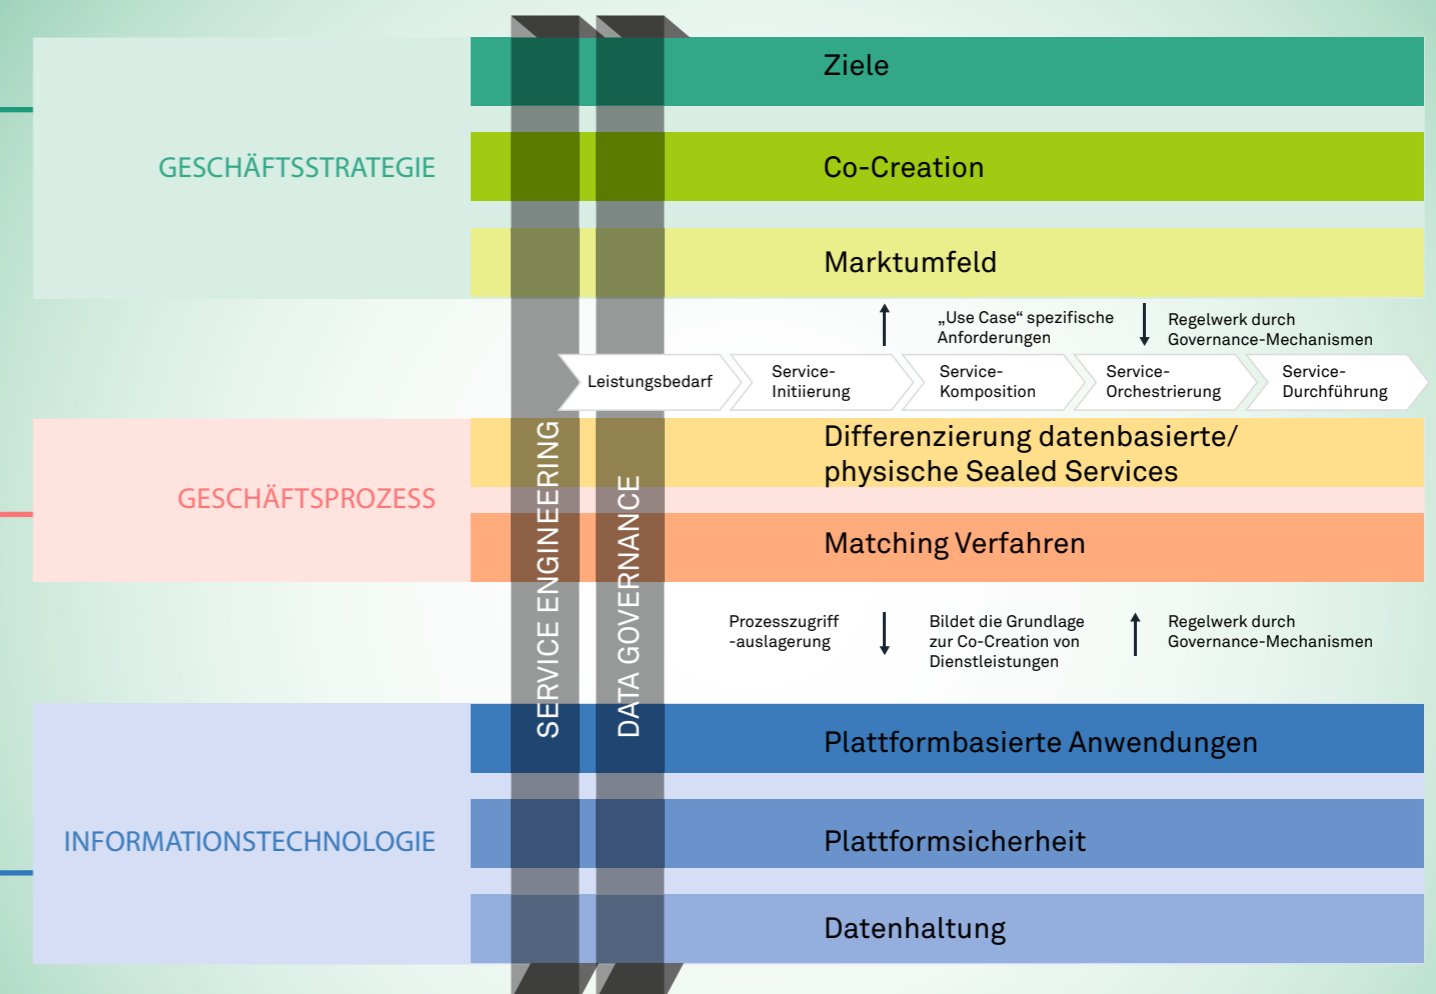 GESCHÄFTSSTRATEGIE
Ziele
Co-Creation
Marktumfeld
„Use Case“ spezifische
Anforderungen
Regelwerk durch
Governance-Mechanismen
Leistungsbedarf
Service-
Initiierung
Service-
Komposition
Service-
Orchestrierung
Service-
Durchführung
GESCHÄFTSPROZESS
Differenzierung datenbasierte/
physische Sealed Services
Matching Verfahren
SERVICE ENGINEERING
DATA GOVERNANCE
Prozesszugriff
-auslagerung
Bildet die Grundlage
zur Co-Creation von
Dienstleistungen
Regelwerk durch
Governance-Mechanismen
INFORMATIONSTECHNOLOGIE
Plattformbasierte Anwendungen
Plattformsicherheit
Datenhaltung